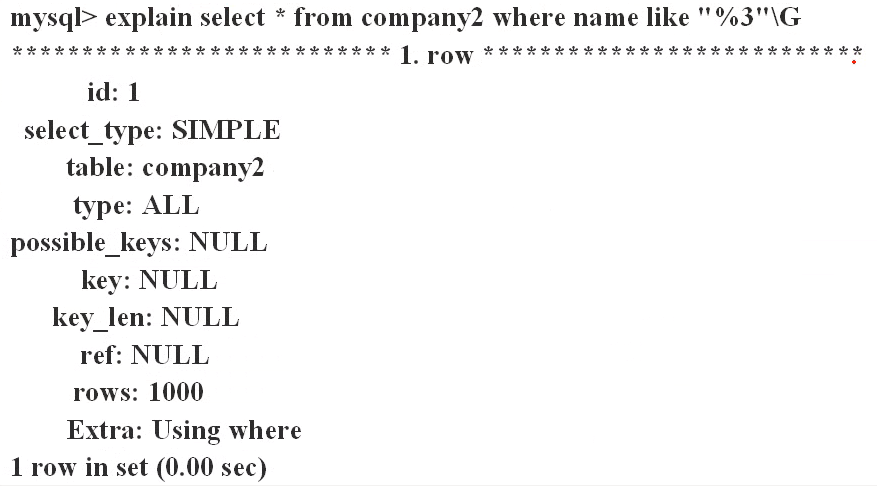 mysql> explain select * from company2 where name like "%3"\G
*************************** 1. row ***************************
id: 1
select_type: SIMPLE
table: company2
type: ALL
possible_keys: NULL
key: NULL
key_len: NULL
ref: NULL
rows: 1000
Extra: Using where
1 row in set (0.00 sec)